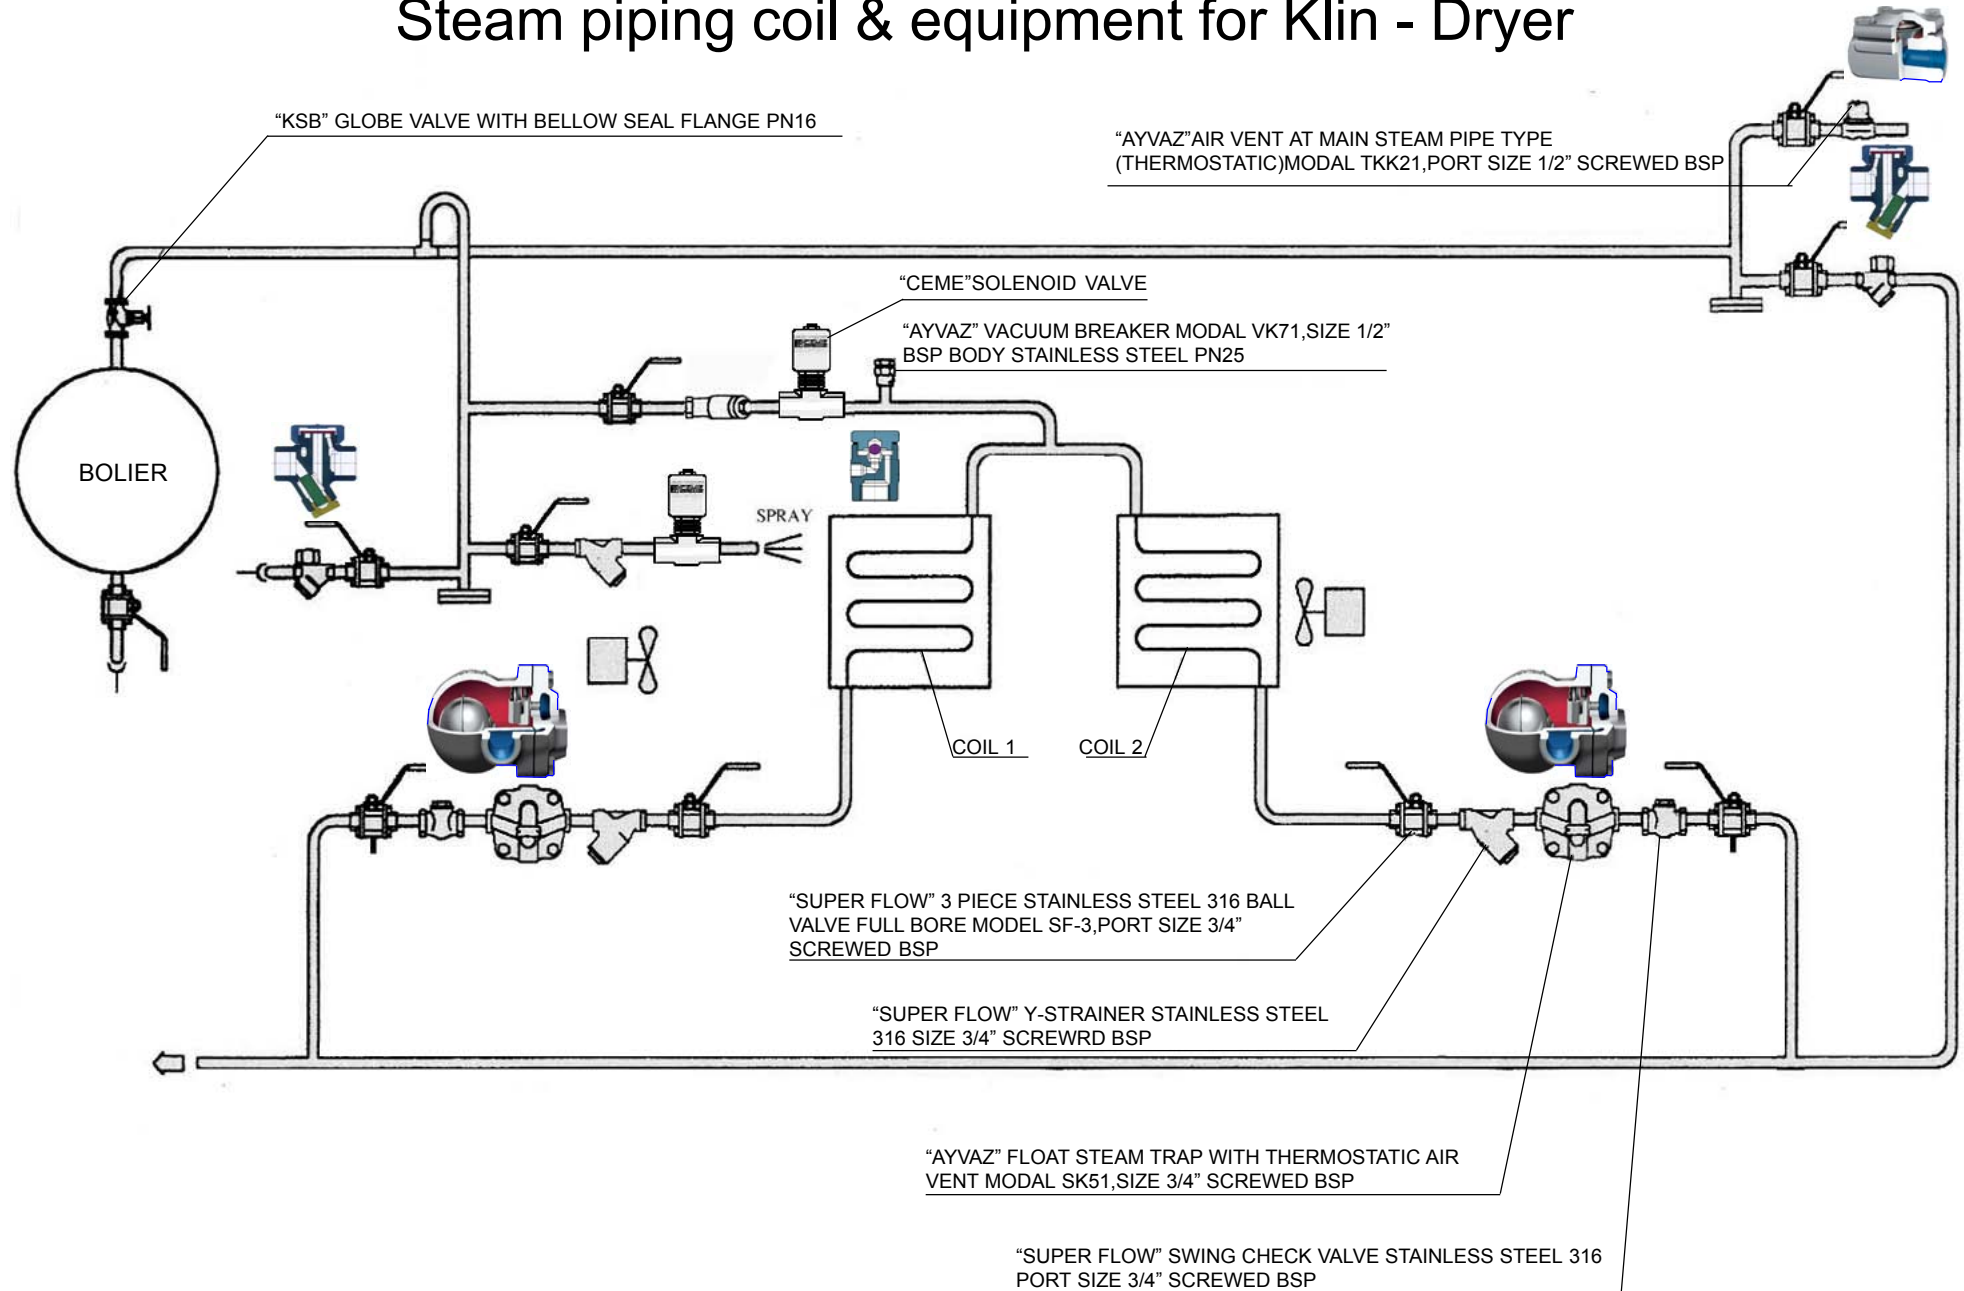 Steam piping coil & equipment for Klin - Dryer
“KSB” GLOBE VALVE WITH BELLOW SEAL FLANGE PN16
“AYVAZ”AIR VENT AT MAIN STEAM PIPE TYPE
(THERMOSTATIC)MODAL TKK21,PORT SIZE 1/2” SCREWED BSP
“CEME”SOLENOID VALVE
“AYVAZ” VACUUM BREAKER MODAL VK71,SIZE 1/2”
BSP BODY STAINLESS STEEL PN25
BOLIER
SPRAY
COIL 1
COIL 2
“SUPER FLOW” 3 PIECE STAINLESS STEEL 316 BALL
VALVE FULL BORE MODEL SF-3,PORT SIZE 3/4”
SCREWED BSP
“SUPER FLOW” Y-STRAINER STAINLESS STEEL
316 SIZE 3/4” SCREWRD BSP
“AYVAZ” FLOAT STEAM TRAP WITH THERMOSTATIC AIR
VENT MODAL SK51,SIZE 3/4” SCREWED BSP
“SUPER FLOW” SWING CHECK VALVE STAINLESS STEEL 316
PORT SIZE 3/4” SCREWED BSP